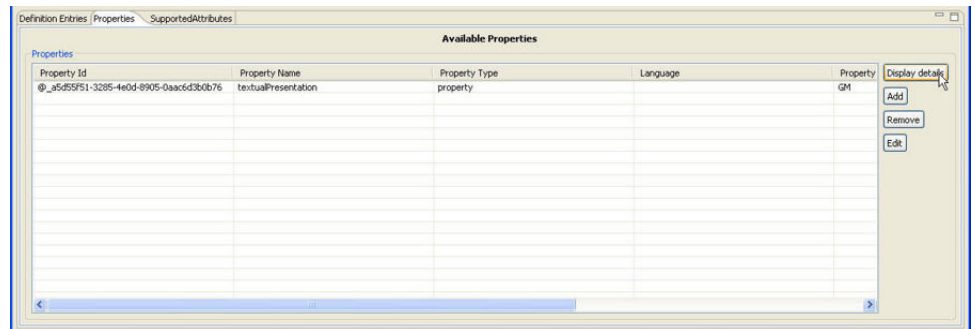 Definition Entries Properties SupportedAttributes
Available Properties
Properties
Property Id Property Name Property Type Language Property
@_a5d55f51-3285-4e0d-8905-0aac6d3b0b76 textualPresentation property GM
Display details
Add
Remove
Edit